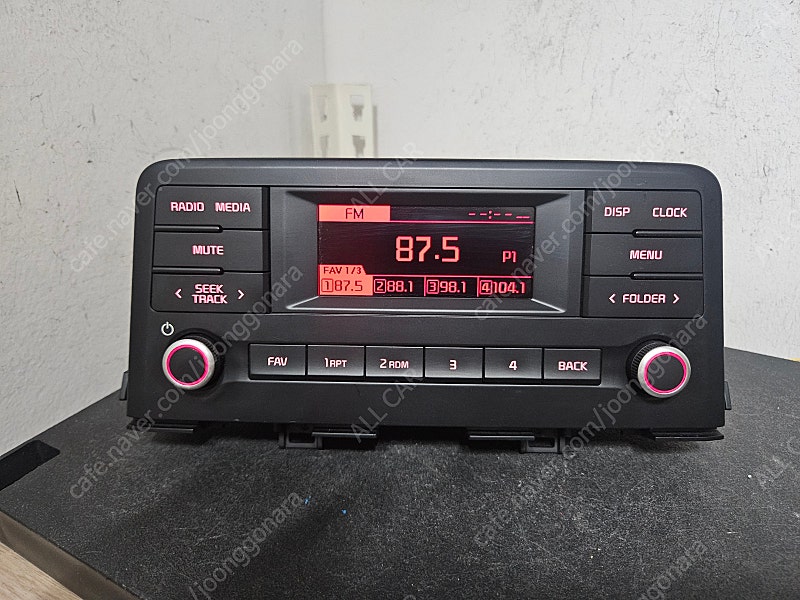 RADIO MEDIA
MUTE
< SEEK TRACK >
FM --:--
87.5 P1
FAV 1/3
1 87.5 2 88.1 3 98.1 4 104.1
DISP CLOCK
MENU
< FOLDER >
FAV 1 RPT 2 RDM 3 4 BACK
ALL CAR
cafe.naver.com/joonggonara